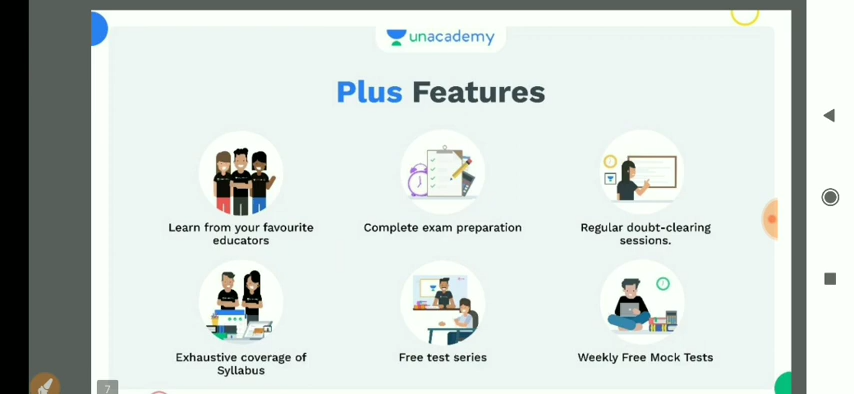 unacademy
Plus Features
Learn from your favourite
educators
Complete exam preparation
Regular doubt-clearing
sessions.
Exhaustive coverage of
Syllabus
Free test series
Weekly Free Mock Tests
7